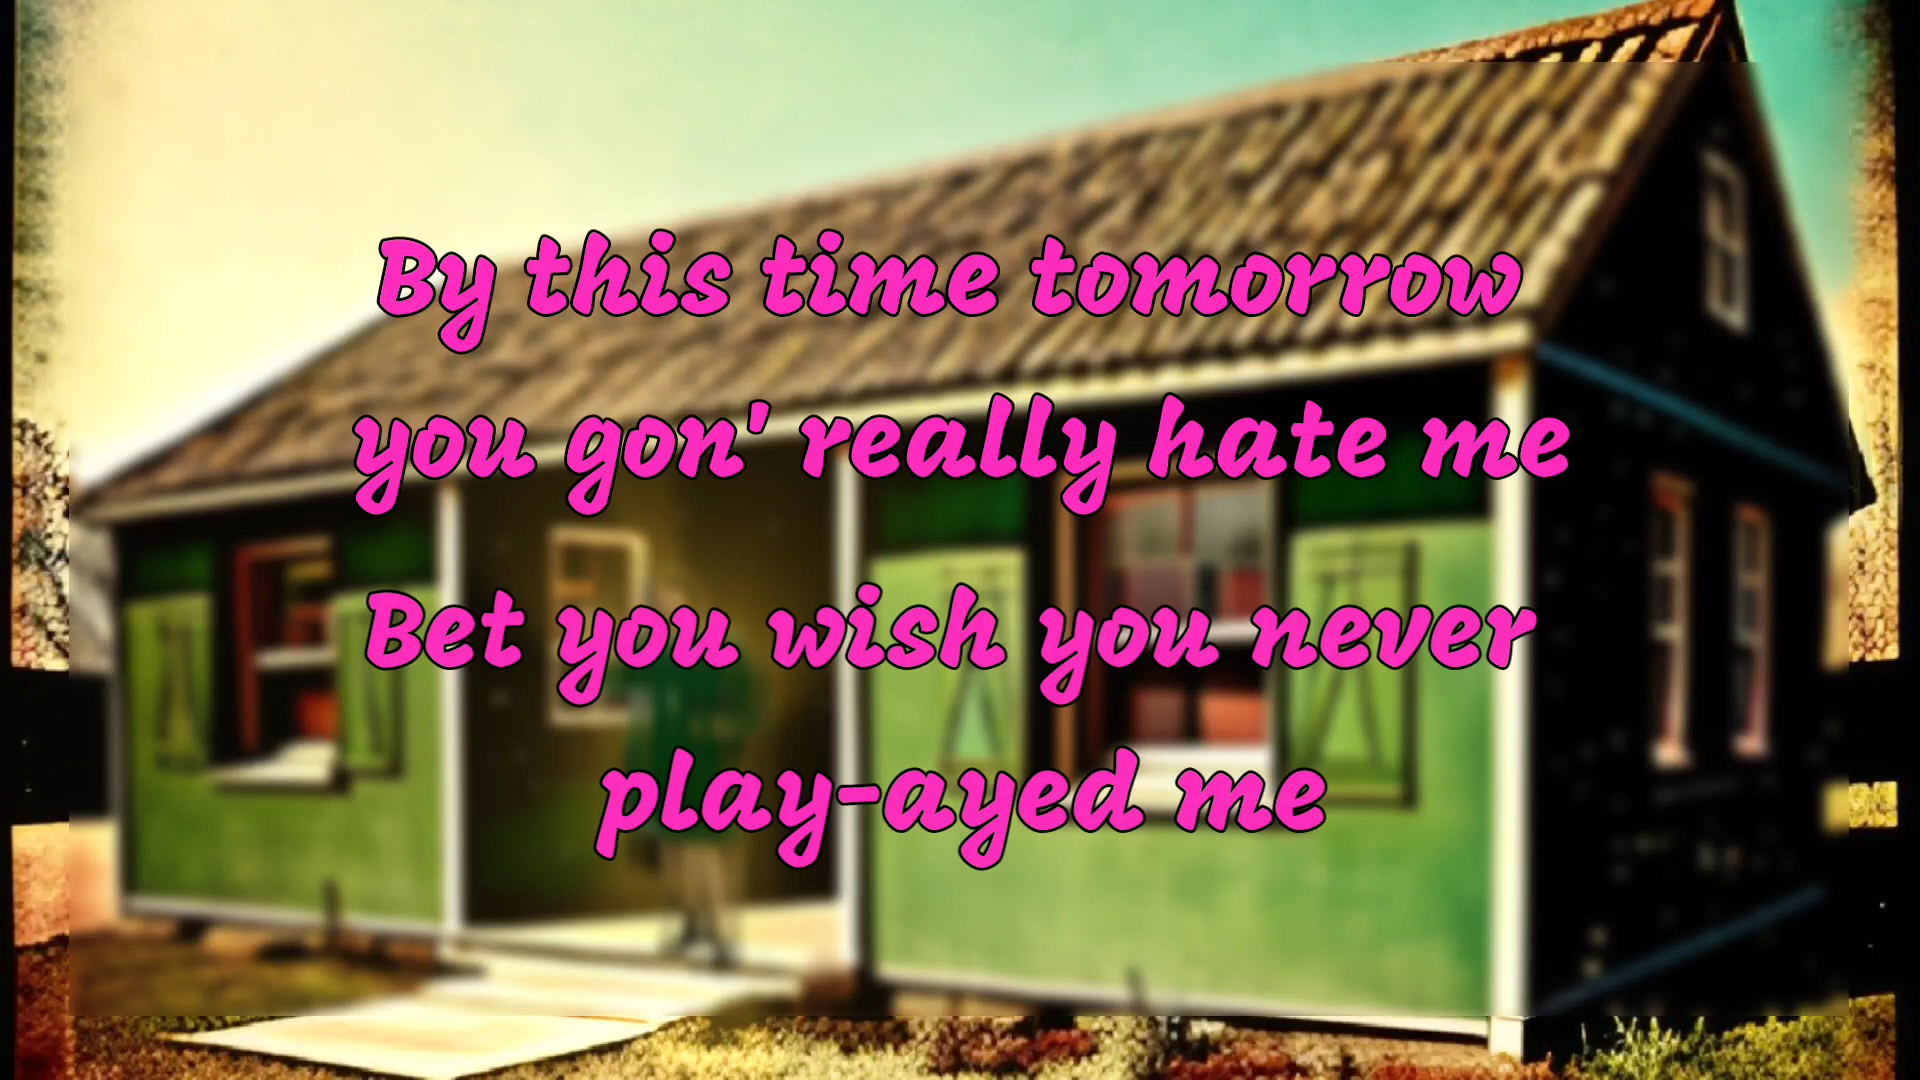 By this time tomorrow
you gon' really hate me
Bet you wish you never
play-ayed me